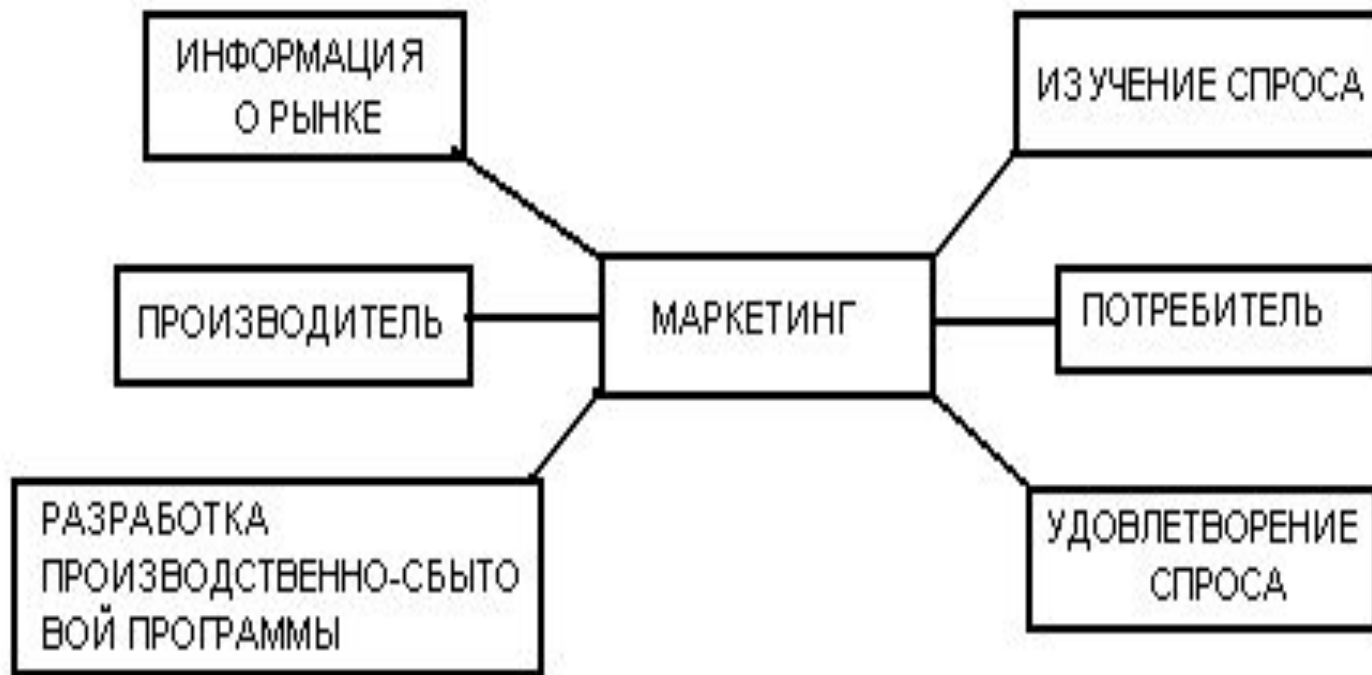 ИНФОРМАЦИЯ
О РЫНКЕ
ИЗУЧЕНИЕ СПРОСА
ПРОИЗВОДИТЕЛЬ
МАРКЕТИНГ
ПОТРЕБИТЕЛЬ
РАЗРАБОТКА
ПРОИЗВОДСТВЕННО-СБЫТО
ВОЙ ПРОГРАММЫ
УДОВЛЕТВОРЕНИЕ
СПРОСА